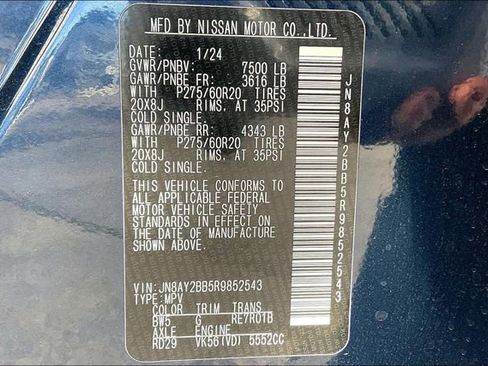 MFD BY NISSAN MOTOR CO.,LTD.
DATE: 1/24
GVWR/PNBV: 7500 LB
GAWR/PNBE FR: 3616 LB
WITH P275/60R20 TIRES
20X8J RIMS, AT 35PSI
COLD SINGLE.
GAWR/PNBE RR: 4343 LB
WITH P275/60R20 TIRES
20X8J RIMS, AT 35PSI
COLD SINGLE.
THIS VEHICLE CONFORMS TO
ALL APPLICABLE FEDERAL
MOTOR VEHICLE SAFETY
STANDARDS IN EFFECT ON THE
DATE OF MANUFACTURE
SHOWN ABOVE.
VIN:JN8AY2BB5R9852543
TYPE:MPV
COLOR TRIM TRANS
BW5 G RE7R01B
AXLE ENGINE
RD29 VK56(VD) 5552CC
JN8AY2BB5R9852543